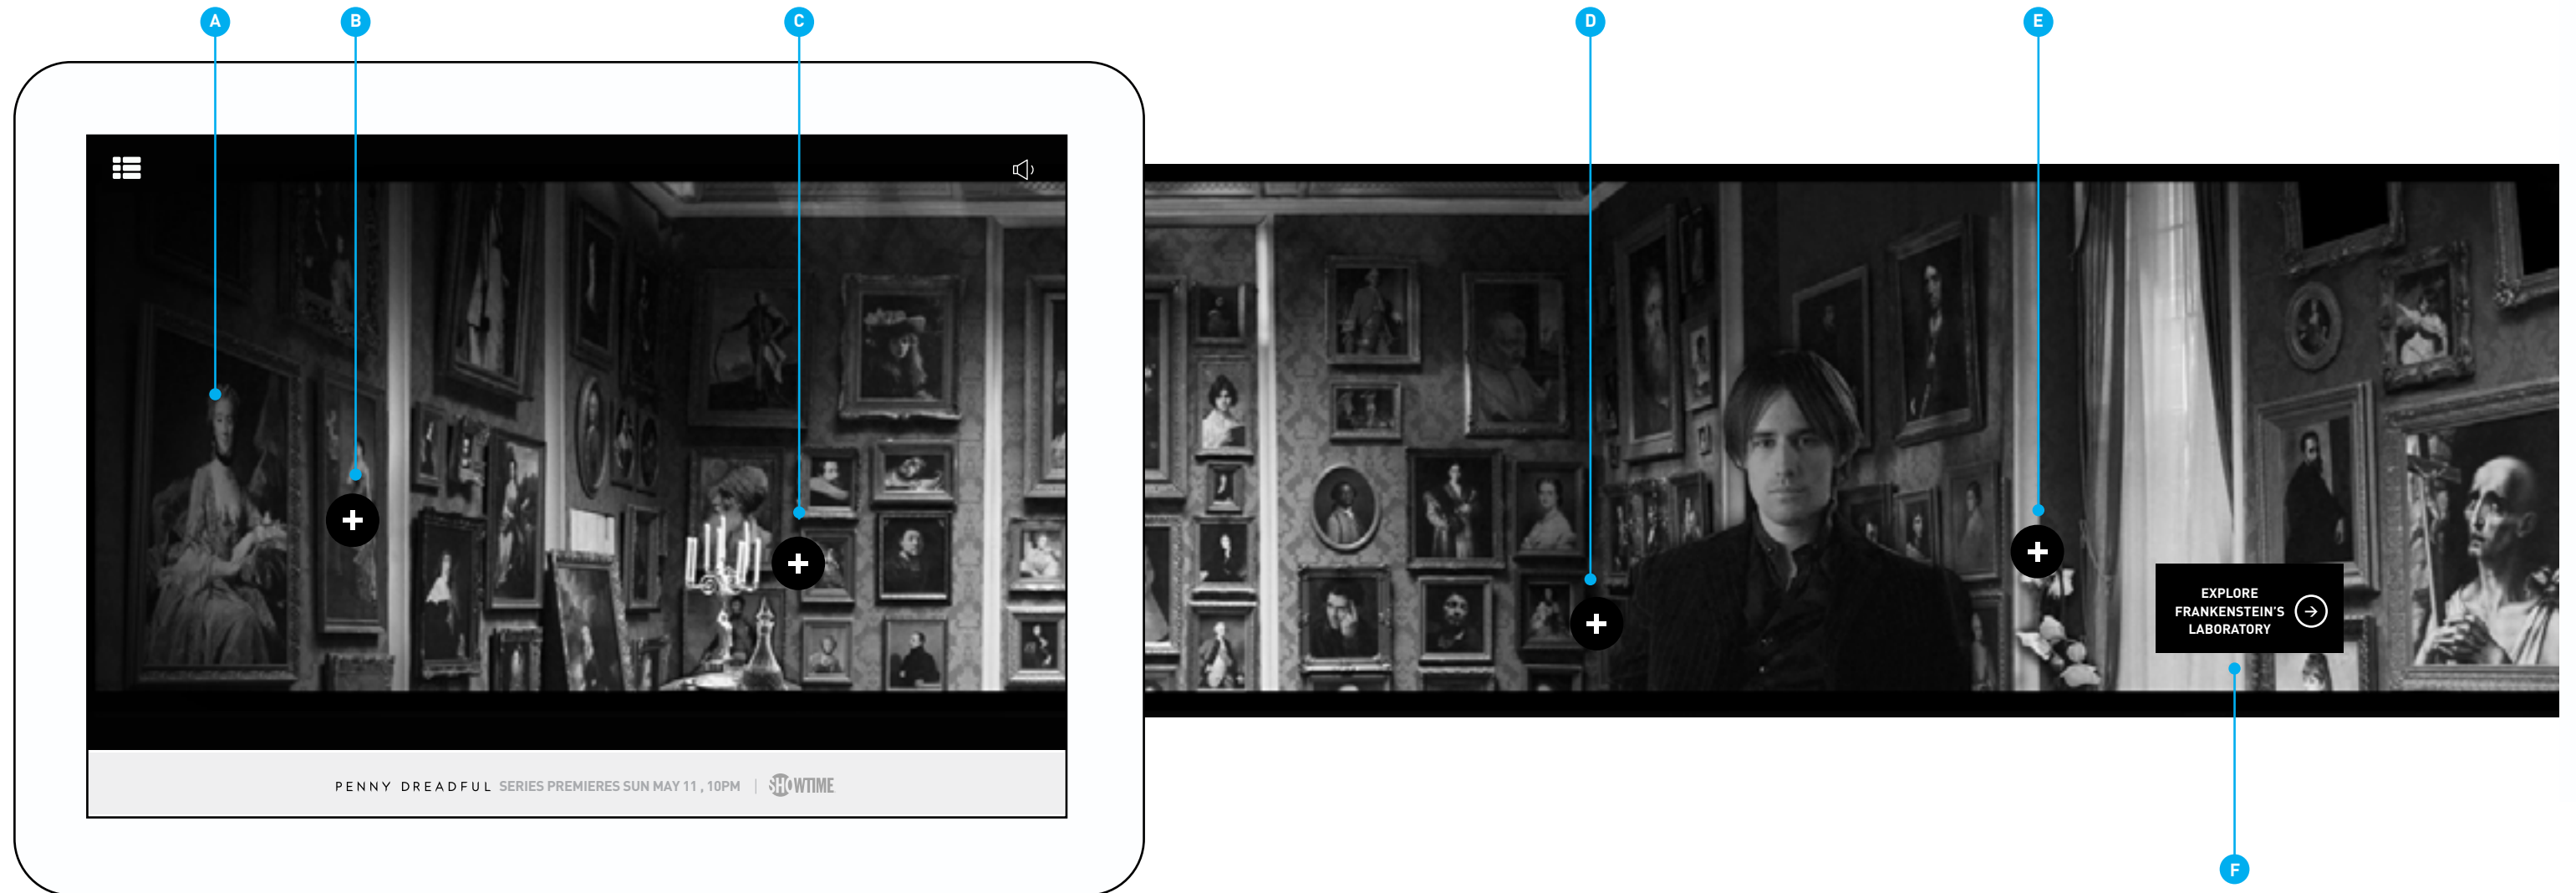 A
B
C
D
E
EXPLORE
FRANKENSTEIN'S
LABORATORY
PENNY DREADFUL SERIES PREMIERES SUN MAY 11 , 10PM | SHOWTIME
F